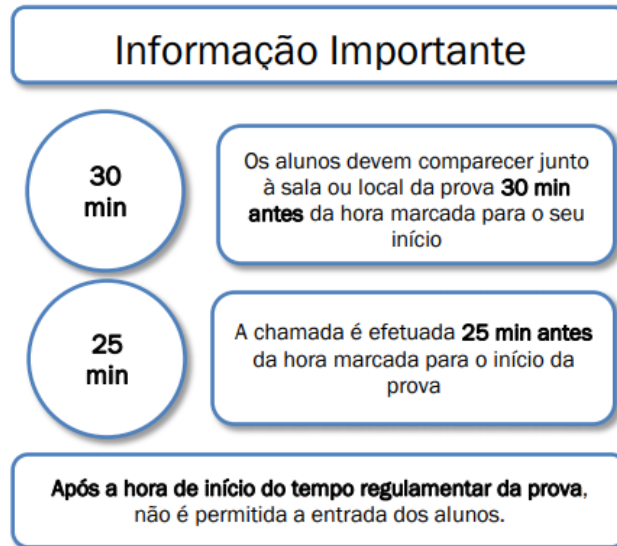 Informação Importante
30
min
Os alunos devem comparecer junto
à sala ou local da prova 30 min
antes da hora marcada para o seu
início
25
min
A chamada é efetuada 25 min antes
da hora marcada para o início da
prova
Após a hora de início do tempo regulamentar da prova,
não é permitida a entrada dos alunos.